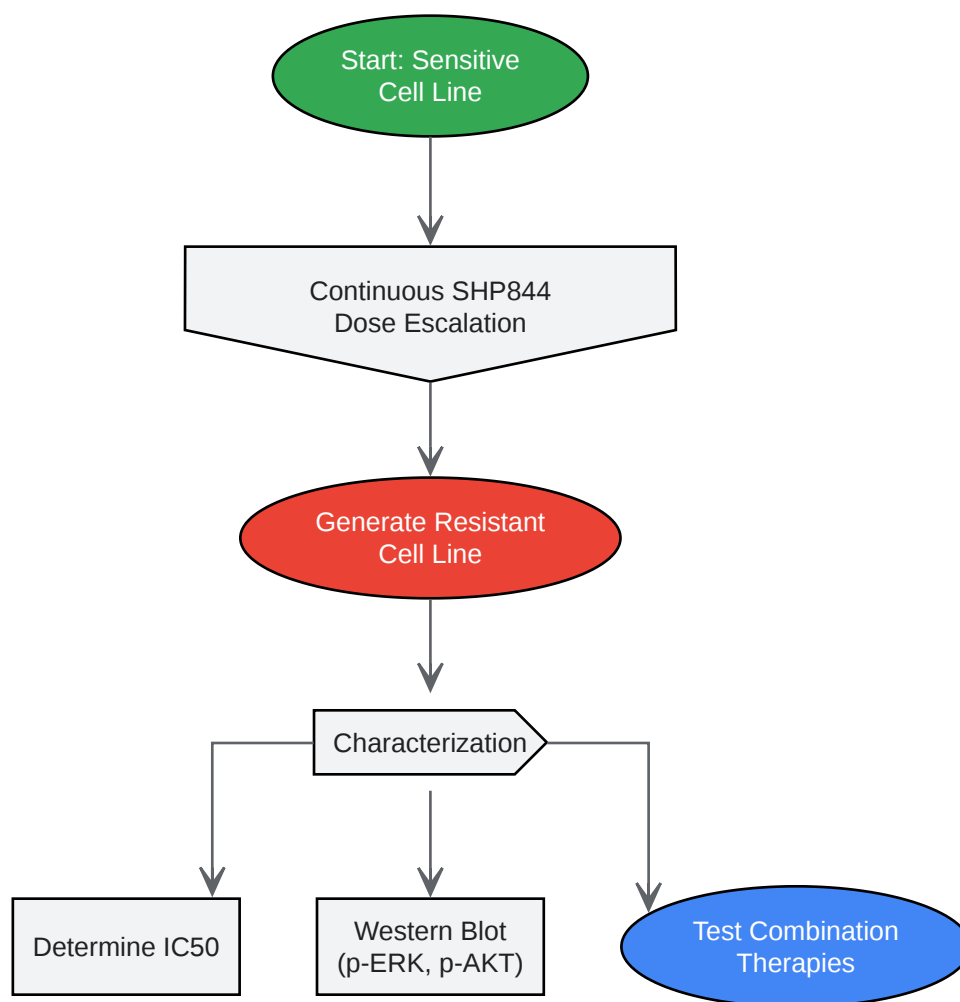 Start: Sensitive
Cell Line
Continuous SHP844
Dose Escalation
Generate Resistant
Cell Line
Characterization
Determine IC50
Western Blot
(p-ERK, p-AKT)
Test Combination
Therapies